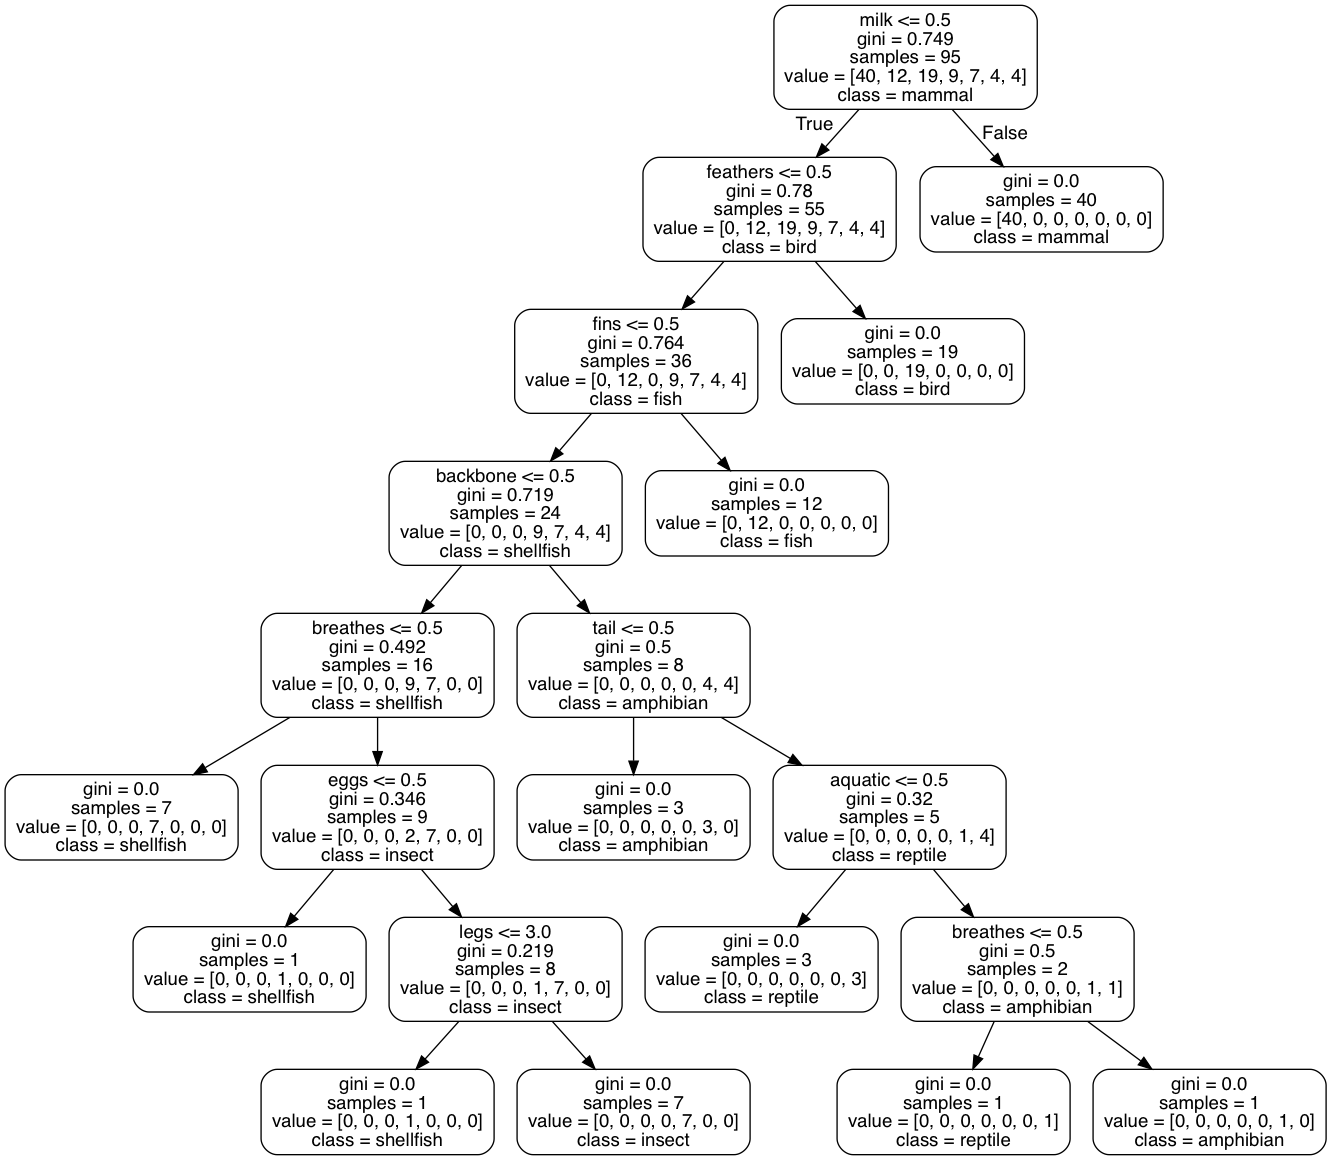 milk <= 0.5
gini = 0.749
samples = 95
value = [40, 12, 19, 9, 7, 4, 4]
class = mammal
True
False
feathers <= 0.5
gini = 0.78
samples = 55
value = [0, 12, 19, 9, 7, 4, 4]
class = bird
gini = 0.0
samples = 40
value = [40, 0, 0, 0, 0, 0, 0]
class = mammal
fins <= 0.5
gini = 0.764
samples = 36
value = [0, 12, 0, 9, 7, 4, 4]
class = fish
gini = 0.0
samples = 19
value = [0, 0, 19, 0, 0, 0, 0]
class = bird
backbone <= 0.5
gini = 0.719
samples = 24
value = [0, 0, 0, 9, 7, 4, 4]
class = shellfish
gini = 0.0
samples = 12
value = [0, 12, 0, 0, 0, 0, 0]
class = fish
breathes <= 0.5
gini = 0.492
samples = 16
value = [0, 0, 0, 9, 7, 0, 0]
class = shellfish
tail <= 0.5
gini = 0.5
samples = 8
value = [0, 0, 0, 0, 0, 4, 4]
class = amphibian
gini = 0.0
samples = 7
value = [0, 0, 0, 7, 0, 0, 0]
class = shellfish
eggs <= 0.5
gini = 0.346
samples = 9
value = [0, 0, 0, 2, 7, 0, 0]
class = insect
gini = 0.0
samples = 3
value = [0, 0, 0, 0, 0, 3, 0]
class = amphibian
aquatic <= 0.5
gini = 0.32
samples = 5
value = [0, 0, 0, 0, 0, 1, 4]
class = reptile
gini = 0.0
samples = 1
value = [0, 0, 0, 1, 0, 0, 0]
class = shellfish
legs <= 3.0
gini = 0.219
samples = 8
value = [0, 0, 0, 1, 7, 0, 0]
class = insect
gini = 0.0
samples = 3
value = [0, 0, 0, 0, 0, 0, 3]
class = reptile
breathes <= 0.5
gini = 0.5
samples = 2
value = [0, 0, 0, 0, 0, 1, 1]
class = amphibian
gini = 0.0
samples = 1
value = [0, 0, 0, 1, 0, 0, 0]
class = shellfish
gini = 0.0
samples = 7
value = [0, 0, 0, 0, 7, 0, 0]
class = insect
gini = 0.0
samples = 1
value = [0, 0, 0, 0, 0, 0, 1]
class = reptile
gini = 0.0
samples = 1
value = [0, 0, 0, 0, 0, 1, 0]
class = amphibian